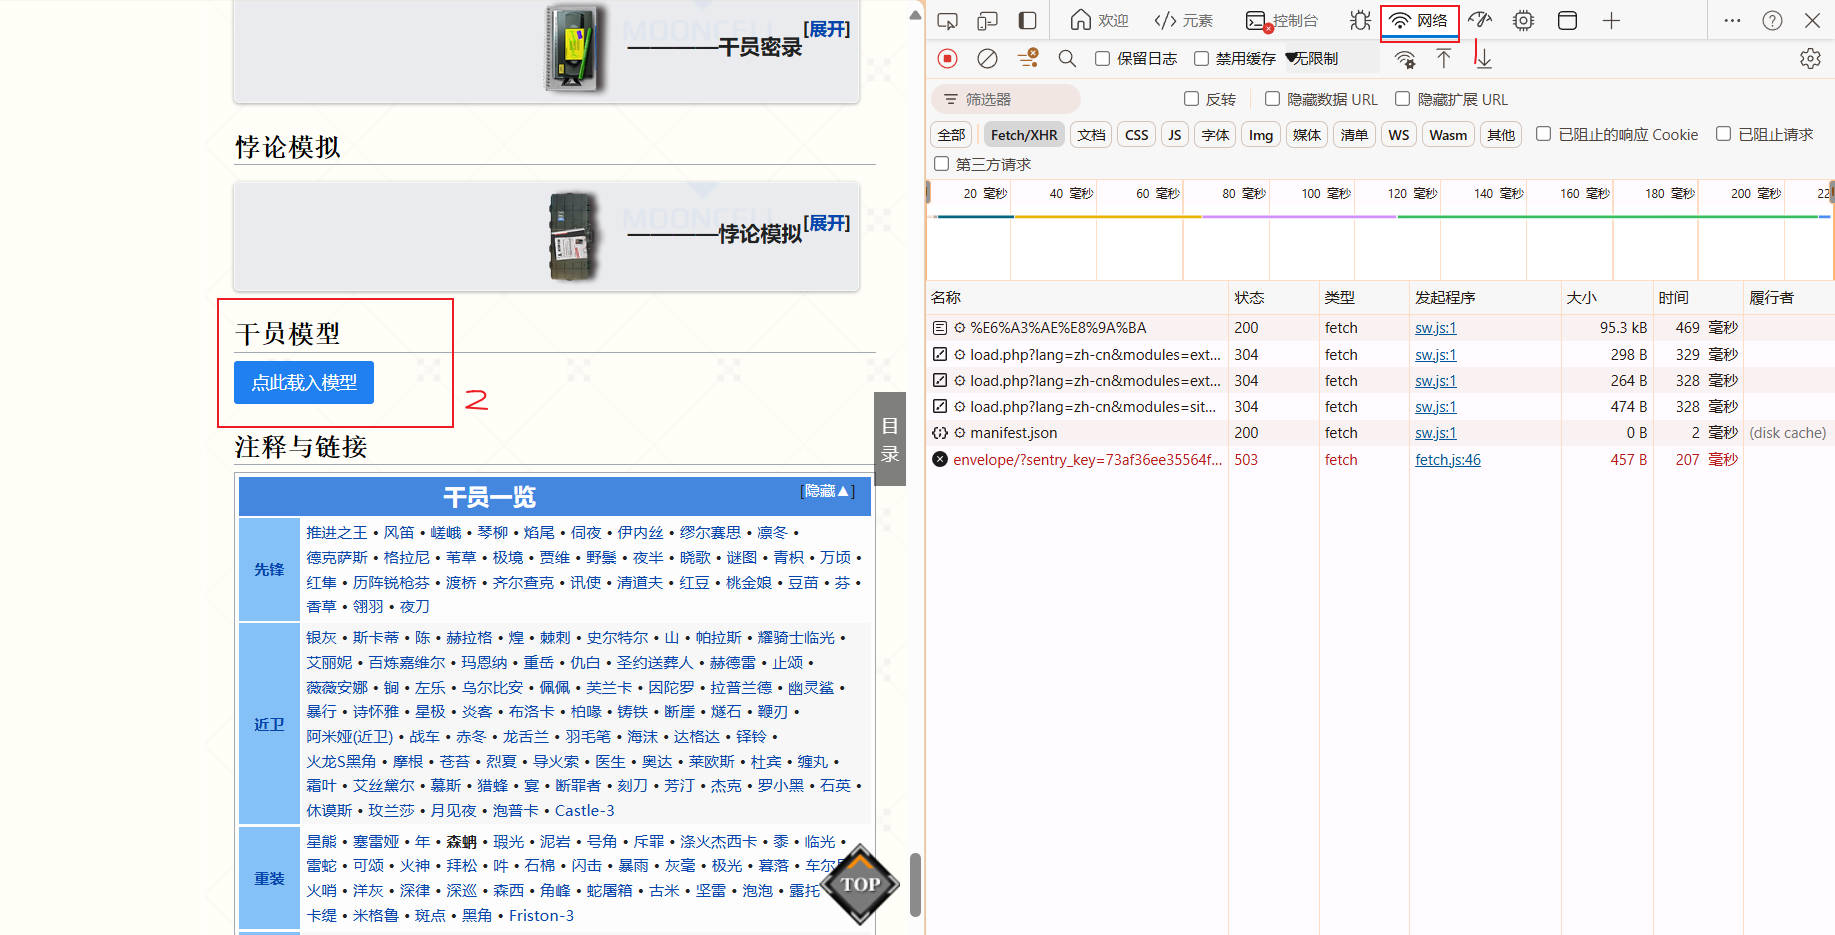 MOONCELL
————干员密录
[展开]
悖论模拟
MOONCELL
————悖论模拟
[展开]
干员模型
点此载入模型
2
注释与链接
目录
干员一览
[隐藏▲]
先锋
推进之王 • 风笛 • 嵯峨 • 琴柳 • 焰尾 • 伺夜 • 伊内丝 • 缪尔赛思 • 凛冬 •
德克萨斯 • 格拉尼 • 苇草 • 极境 • 贾维 • 野鬃 • 夜半 • 晓歌 • 谜图 • 青枳 • 万顷 •
红隼 • 历阵锐枪芬 • 渡桥 • 齐尔查克 • 讯使 • 清道夫 • 红豆 • 桃金娘 • 豆苗 • 芬 •
香草 • 翎羽 • 夜刀
近卫
银灰 • 斯卡蒂 • 陈 • 赫拉格 • 煌 • 棘刺 • 史尔特尔 • 山 • 帕拉斯 • 耀骑士临光 •
艾丽妮 • 百炼嘉维尔 • 玛恩纳 • 重岳 • 仇白 • 圣约送葬人 • 赫德雷 • 止颂 •
薇薇安娜 • 锏 • 左乐 • 乌尔比安 • 佩佩 • 芙兰卡 • 因陀罗 • 拉普兰德 • 幽灵鲨 •
暴行 • 诗怀雅 • 星极 • 炎客 • 布洛卡 • 柏喙 • 铸铁 • 断崖 • 燧石 • 鞭刃 •
阿米娅(近卫) • 战车 • 赤冬 • 龙舌兰 • 羽毛笔 • 海沫 • 达格达 • 铎铃 •
火龙S黑角 • 摩根 • 苍苔 • 烈夏 • 导火索 • 医生 • 奥达 • 莱欧斯 • 杜宾 • 缠丸 •
霜叶 • 艾丝黛尔 • 慕斯 • 猎蜂 • 宴 • 断罪者 • 刻刀 • 芳汀 • 杰克 • 罗小黑 • 石英 •
休谟斯 • 玫兰莎 • 月见夜 • 泡普卡 • Castle-3
重装
星熊 • 塞雷娅 • 年 • 森蚺 • 瑕光 • 泥岩 • 号角 • 斥罪 • 涤火杰西卡 • 黍 • 临光 •
雷蛇 • 可颂 • 火神 • 拜松 • 吽 • 石棉 • 闪击 • 暴雨 • 灰毫 • 极光 • 暮落 • 车尔
火哨 • 洋灰 • 深律 • 深巡 • 森西 • 角峰 • 蛇屠箱 • 古米 • 坚雷 • 泡泡 • 露托
卡缇 • 米格鲁 • 斑点 • 黑角 • Friston-3
TOP
欢迎 元素 控制台 网络
1
保留日志 禁用缓存 无限制
筛选器 反转 隐藏数据 URL 隐藏扩展 URL
全部 Fetch/XHR 文档 CSS JS 字体 Img 媒体 清单 WS Wasm 其他 已阻止的响应 Cookie 已阻止请求
第三方请求
20 毫秒 40 毫秒 60 毫秒 80 毫秒 100 毫秒 120 毫秒 140 毫秒 160 毫秒 180 毫秒 200 毫秒 22
名称 状态 类型 发起程序 大小 时间 履行者
%E6%A3%AE%E8%9A%BA 200 fetch sw.js:1 95.3 kB 469 毫秒
load.php?lang=zh-cn&modules=ext... 304 fetch sw.js:1 298 B 329 毫秒
load.php?lang=zh-cn&modules=ext... 304 fetch sw.js:1 264 B 328 毫秒
load.php?lang=zh-cn&modules=sit... 304 fetch sw.js:1 474 B 328 毫秒
manifest.json 200 fetch sw.js:1 0 B 2 毫秒 (disk cache)
envelope/?sentry_key=73af36ee35564f... 503 fetch fetch.js:46 457 B 207 毫秒